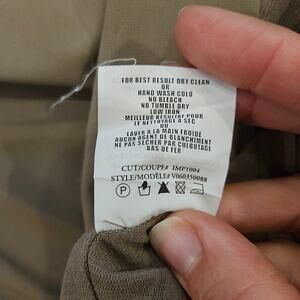 FOR BEST RESULT DRY CLEAN
OR
HAND WASH COLD
NO BLEACH
NO TUMBLE DRY
LOW IRON
MEILLEUR RESULTAT POUR
LE NETTOYAGE A SEC
OU
LAVER A LA MAIN FROIDE
AUCUN AGENT DE BLANCHIMENT
NE PAS SECHER PAR CULBUTAGE
BAS DE FER
CUT/COUPE# IMP1004
STYLE/MODÈLE# V060350088
P